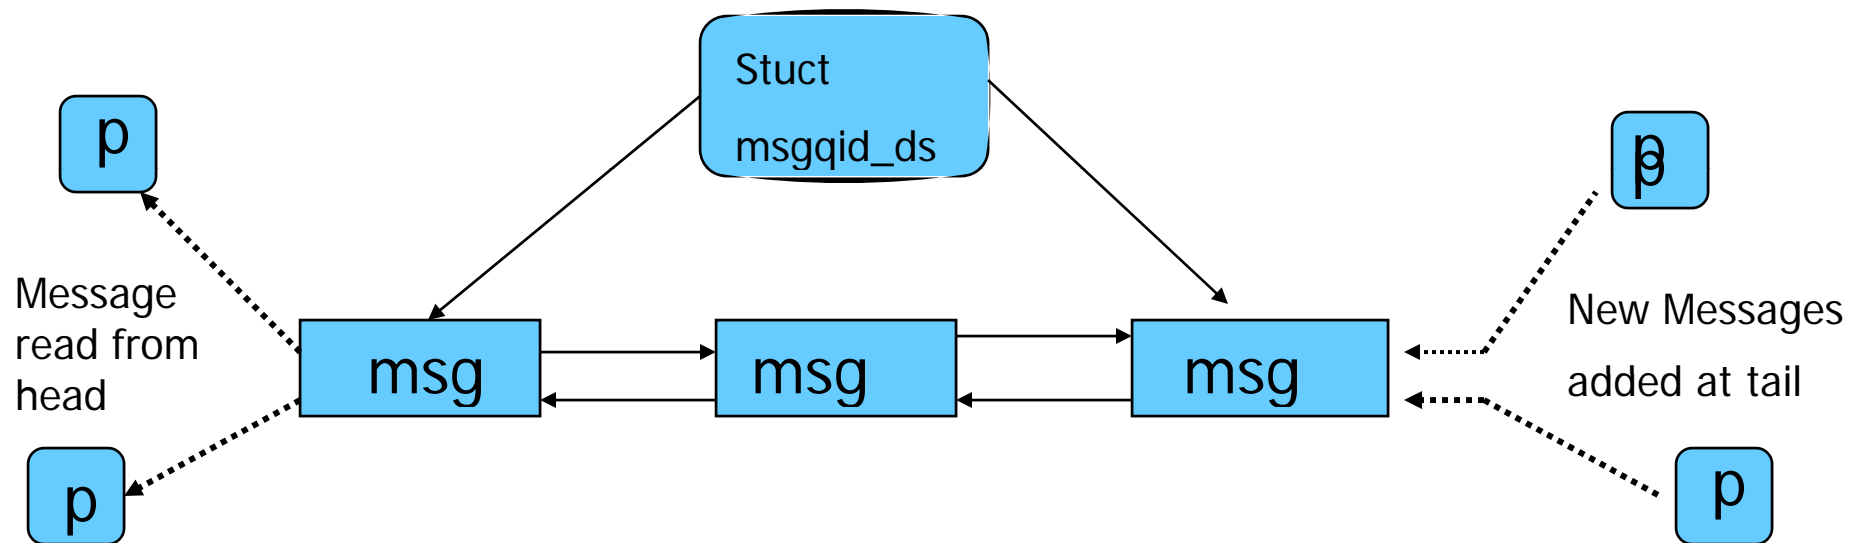 Stuct
msgqid_ds
p
p
p
Message
read from
head
New Messages
added at tail
msg
msg
msg
p
p